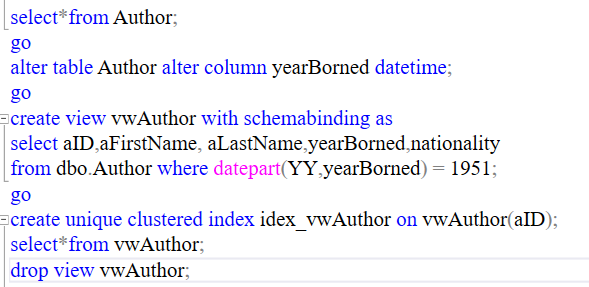 select*from Author;
go
alter table Author alter column yearBorned datetime;
go
create view vwAuthor with schemabinding as
select aID,aFirstName, aLastName,yearBorned,nationality
from dbo.Author where datepart(YY,yearBorned) = 1951;
go
create unique clustered index idex_vwAuthor on vwAuthor(aID);
select*from vwAuthor;
drop view vwAuthor;